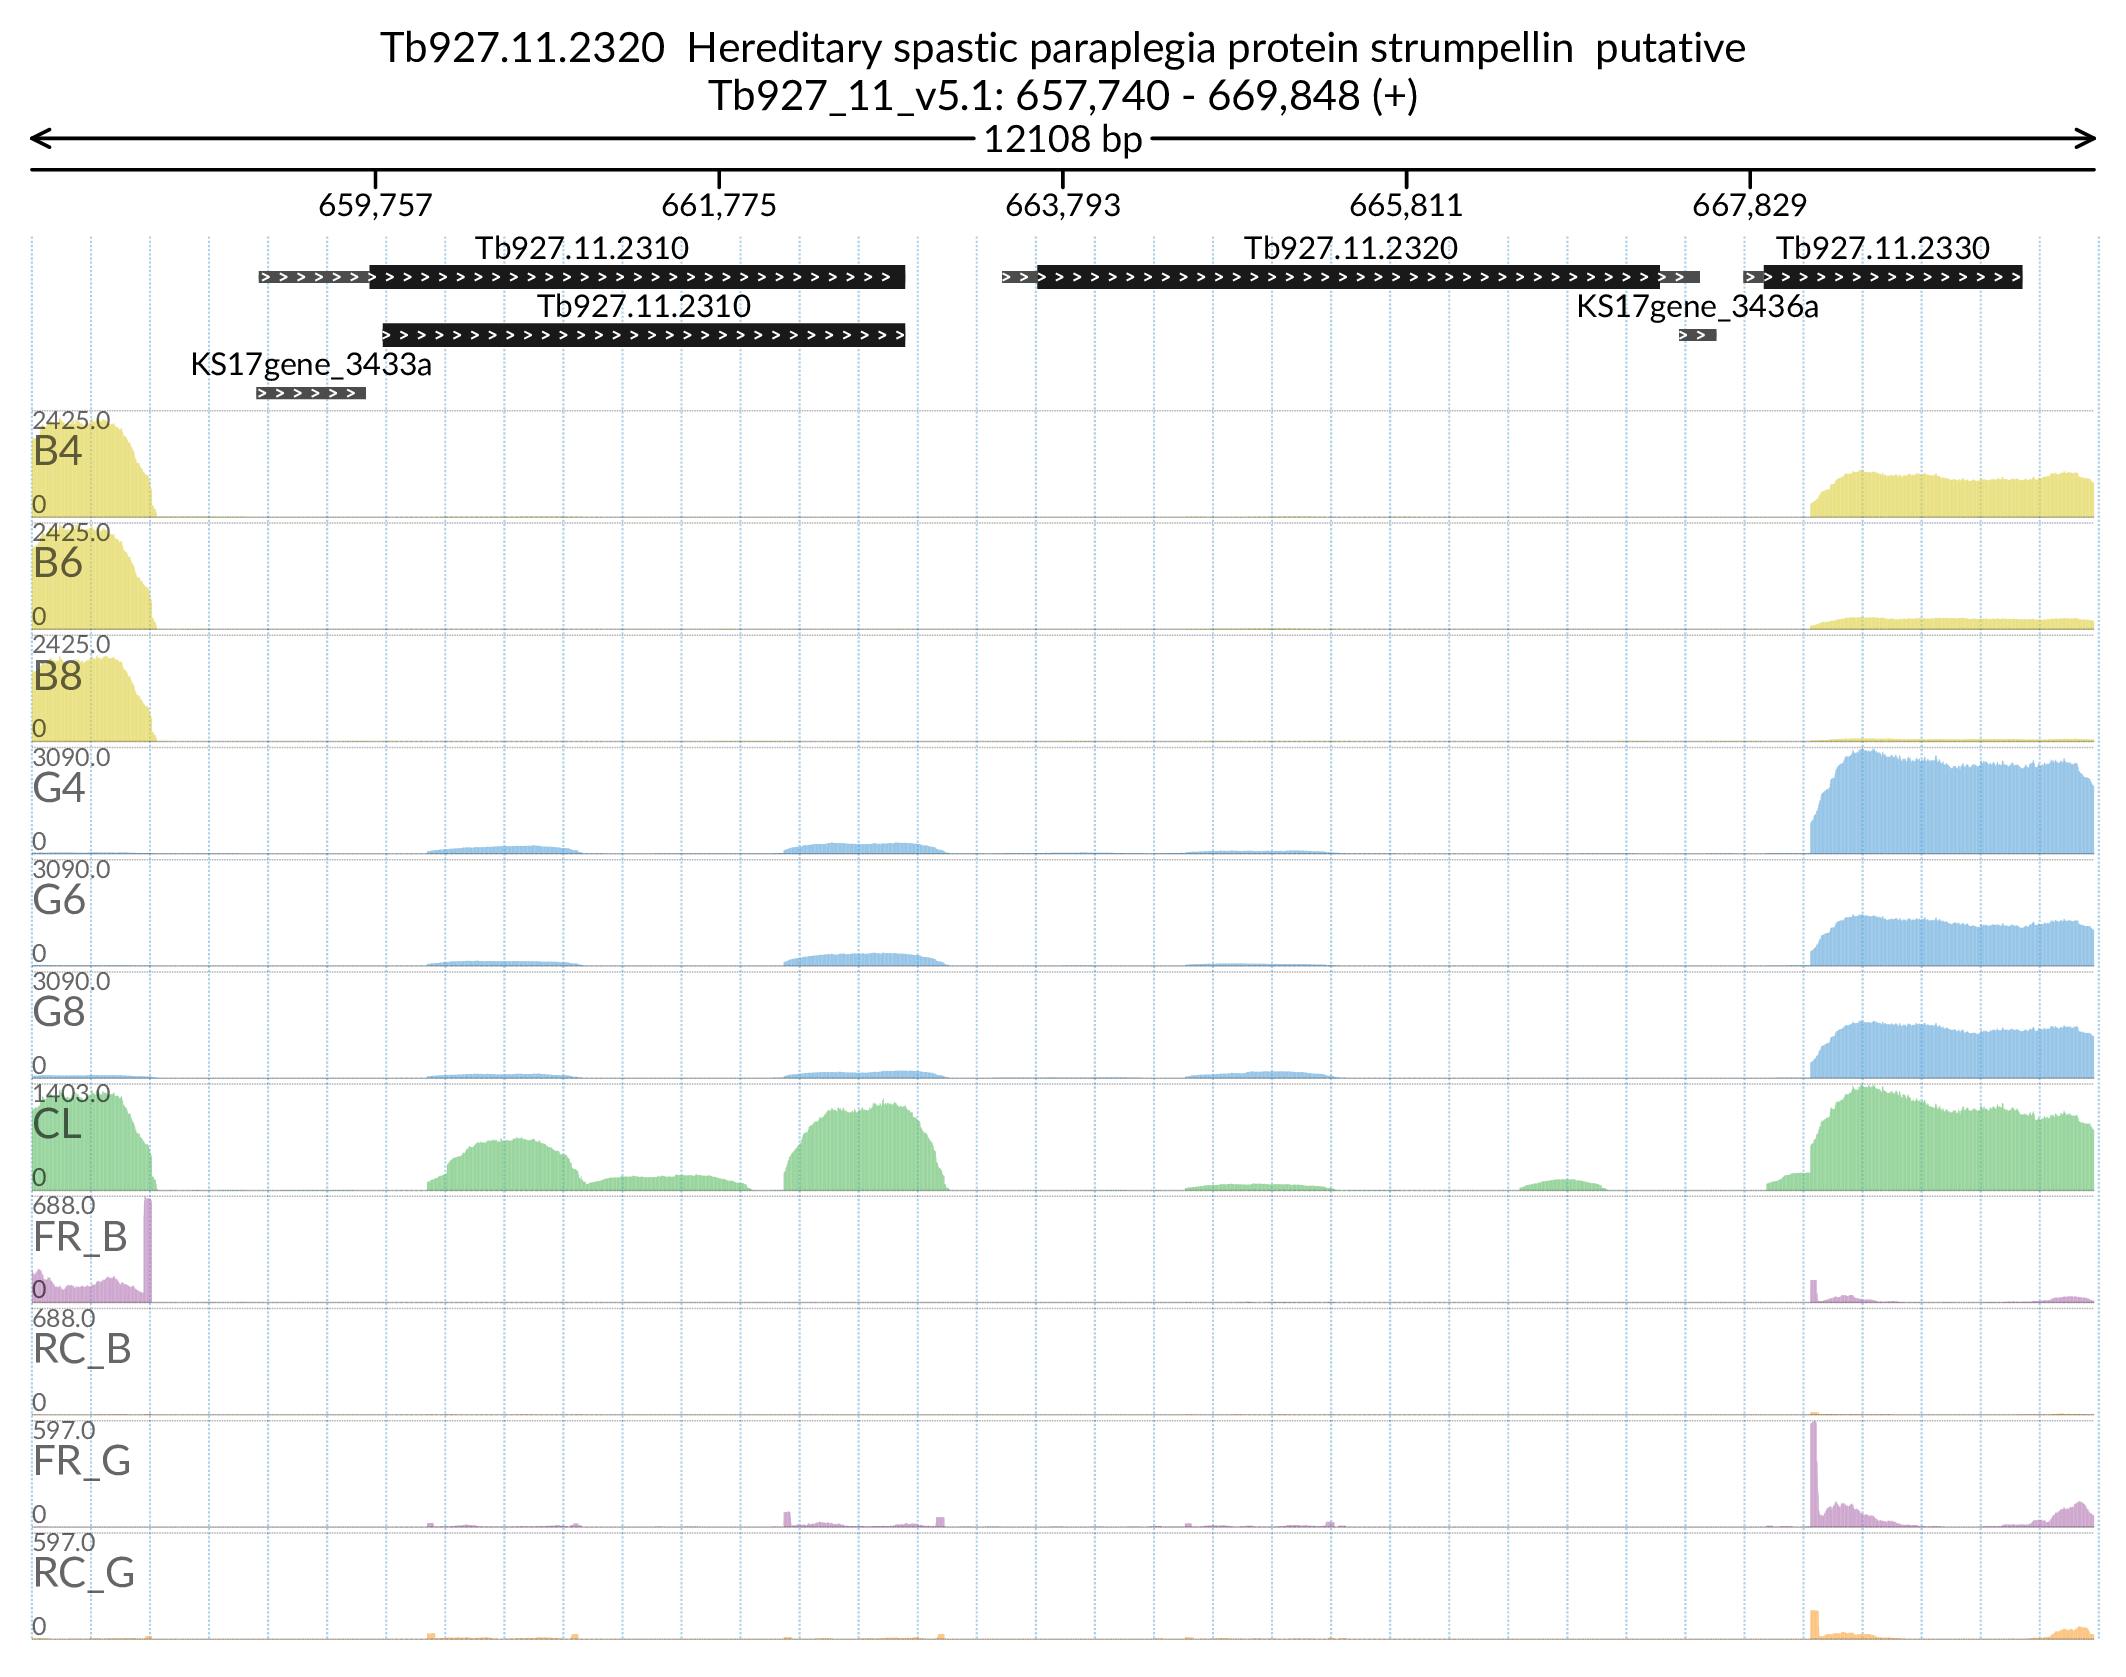 Tb927.11.2320  Hereditary spastic paraplegia protein strumpellin  putative
Tb927_11_v5.1: 657,740 - 669,848 (+)
12108 bp
659,757 661,775 663,793 665,811 667,829
Tb927.11.2310 Tb927.11.2320 Tb927.11.2330
Tb927.11.2310 KS17gene_3436a
KS17gene_3433a
2425.0
B4
0
2425.0
B6
0
2425.0
B8
0
3090.0
G4
0
3090.0
G6
0
3090.0
G8
0
1403.0
CL
0
688.0
FR_B
0
688.0
RC_B
0
597.0
FR_G
0
597.0
RC_G
0